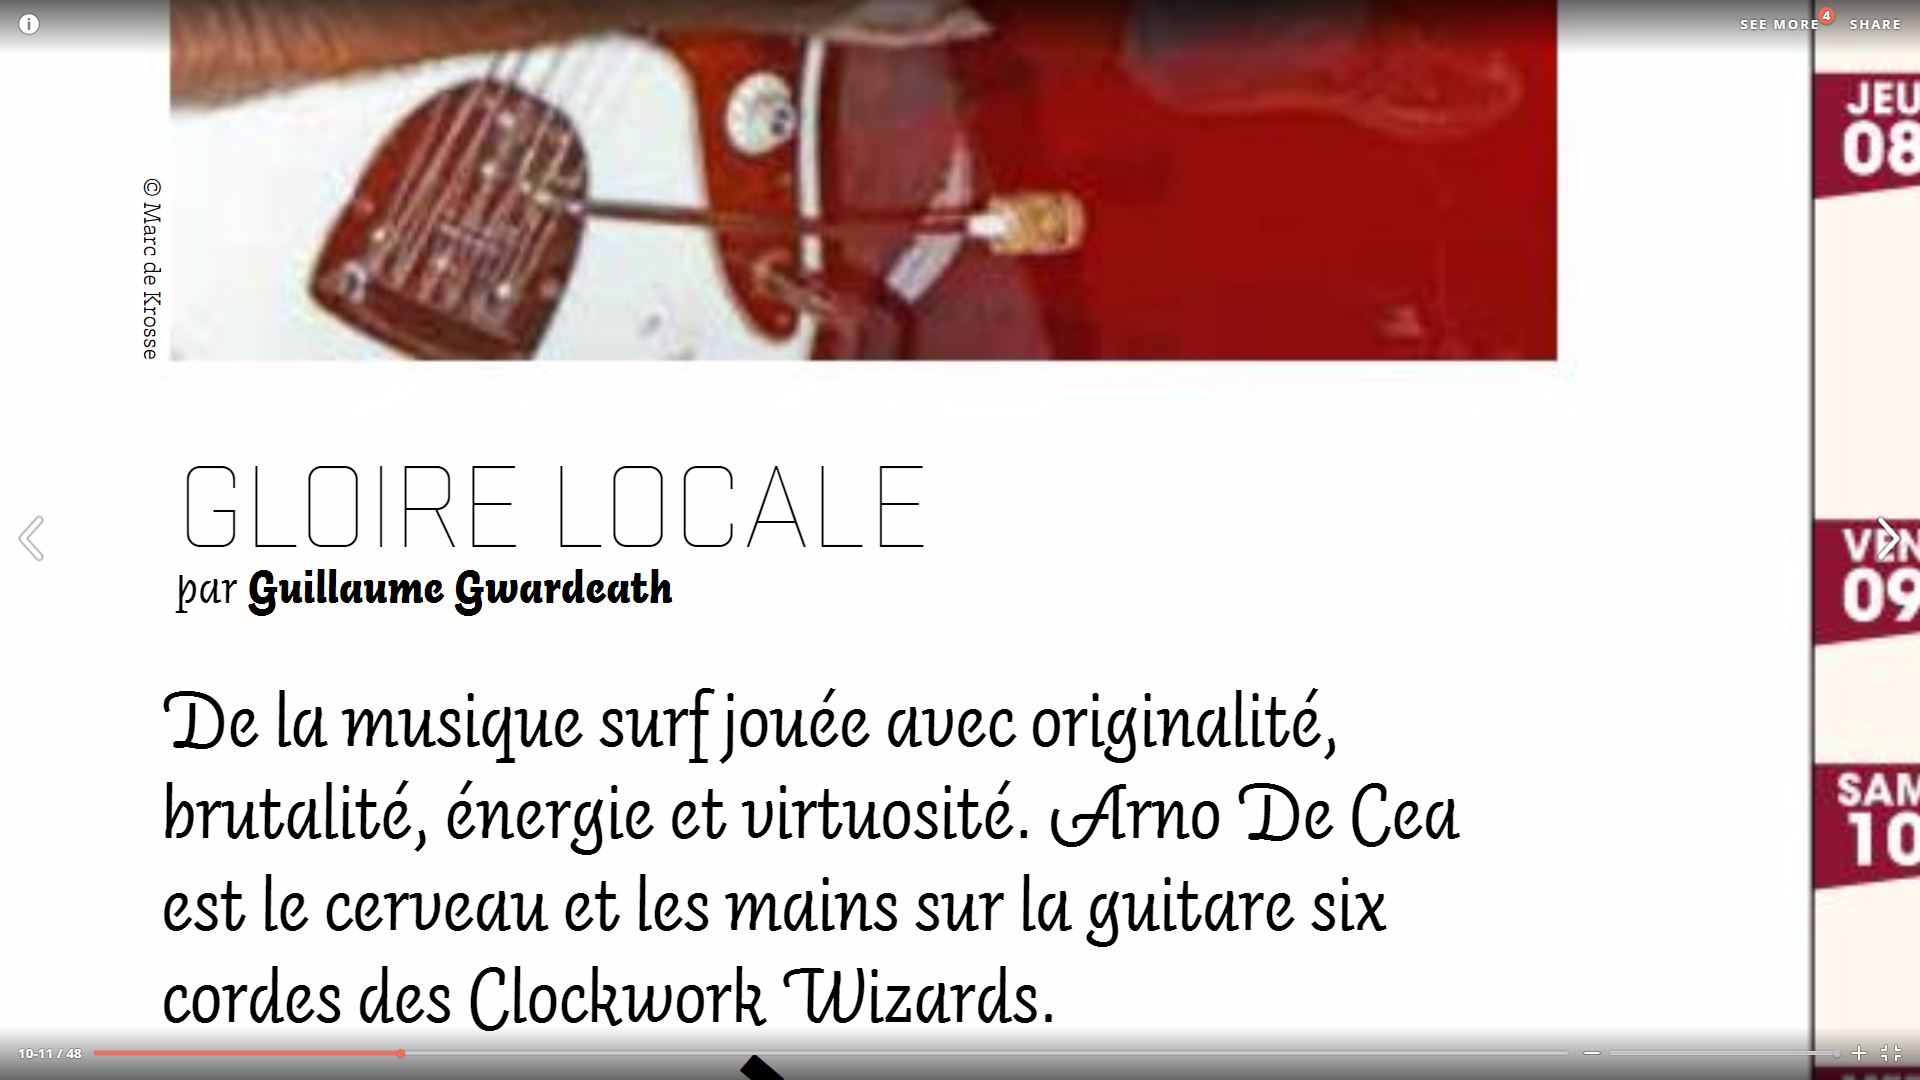 SEE MORE 4 SHARE
© Marc de Krosse
GLOIRE LOCALE
par Guillaume Gwardeath
De la musique surf jouée avec originalité,
brutalité, énergie et virtuosité. Arno De Cea
est le cerveau et les mains sur la guitare six
cordes des Clockwork Wizards.
JEU
08
VEN
09
SAM
10
10-11 / 48